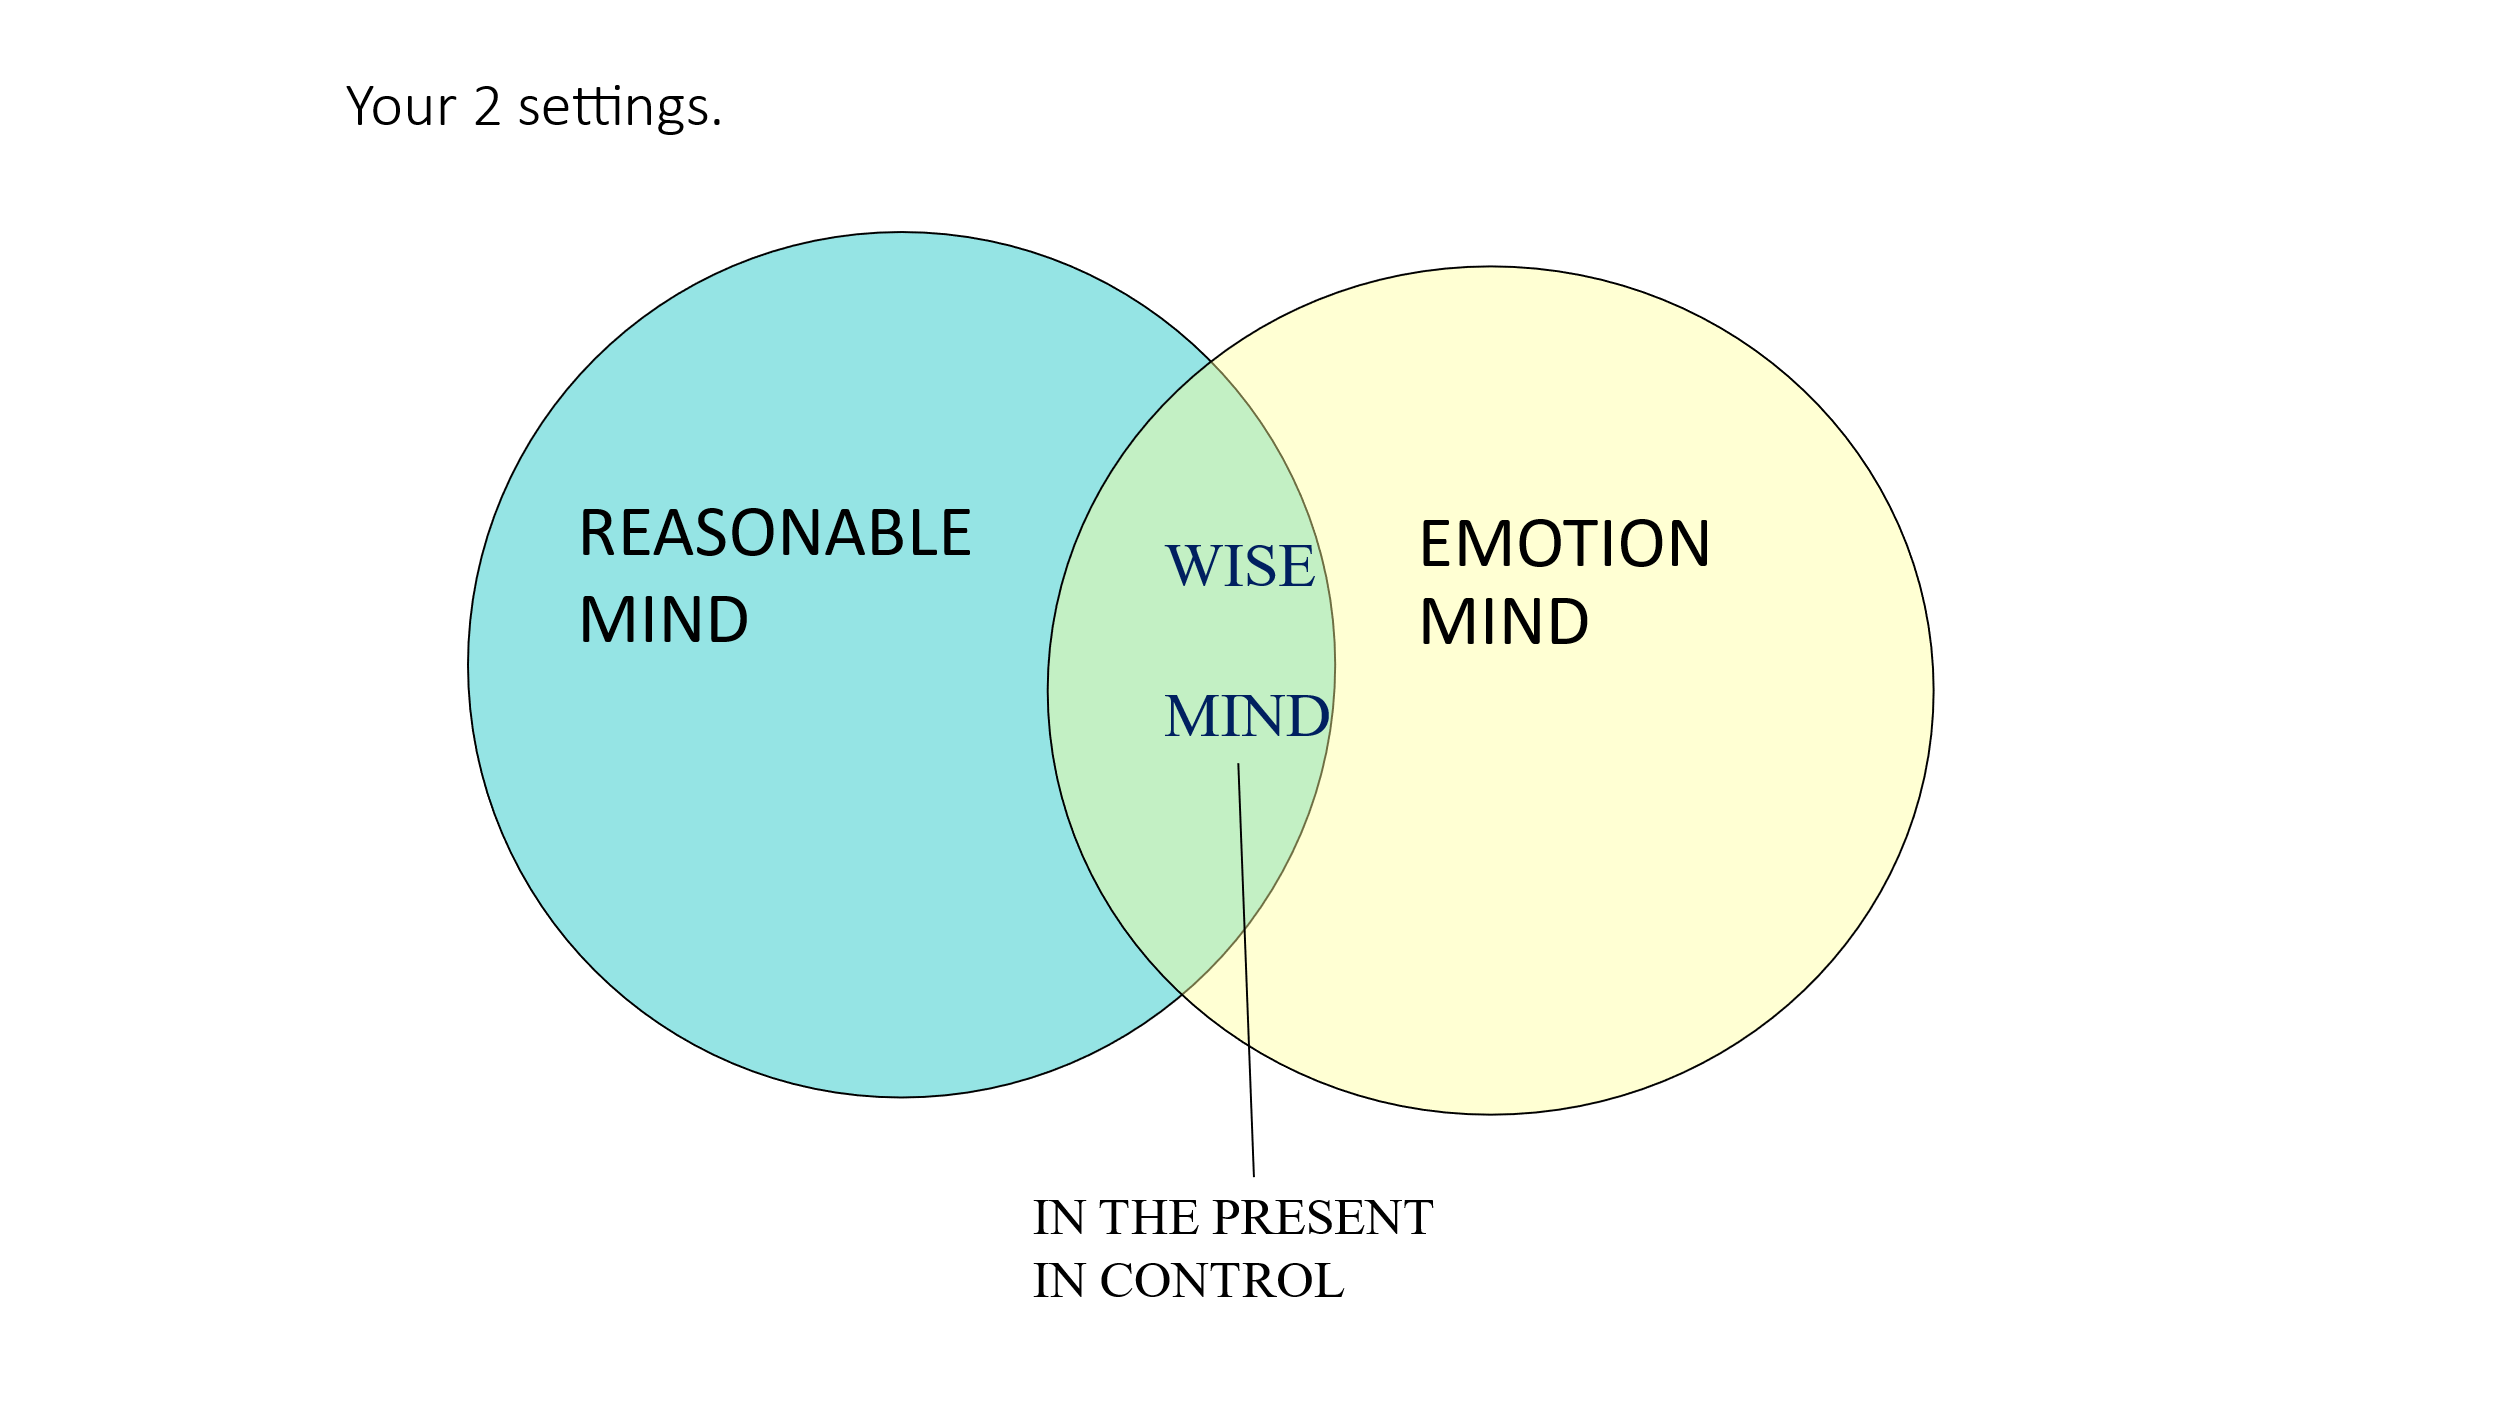 Your 2 settings.
REASONABLE
MIND
WISE
MIND
EMOTION
MIND
IN THE PRESENT
IN CONTROL